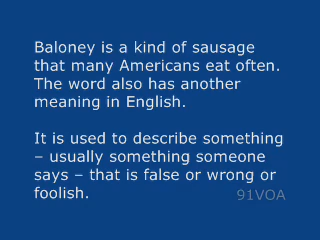 Baloney is a kind of sausage
that many Americans eat often.
The word also has another
meaning in English.
It is used to describe something
– usually something someone
says – that is false or wrong or
foolish.
91VOA